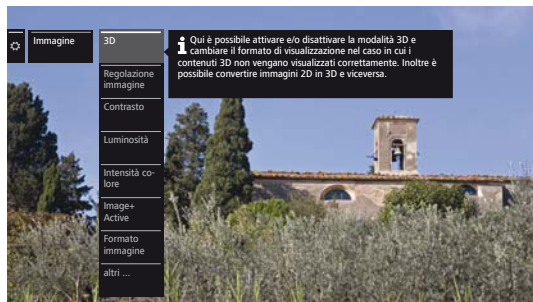 Immagine
3D
Qui è possibile attivare e/o disattivare la modalità 3D e
cambiare il formato di visualizzazione nel caso in cui i
contenuti 3D non vengano visualizzati correttamente. Inoltre è
possibile convertire immagini 2D in 3D e viceversa.
Regolazione
immagine
Contrasto
Luminosità
Intensità co-
lore
Image+
Active
Formato
immagine
altri ...